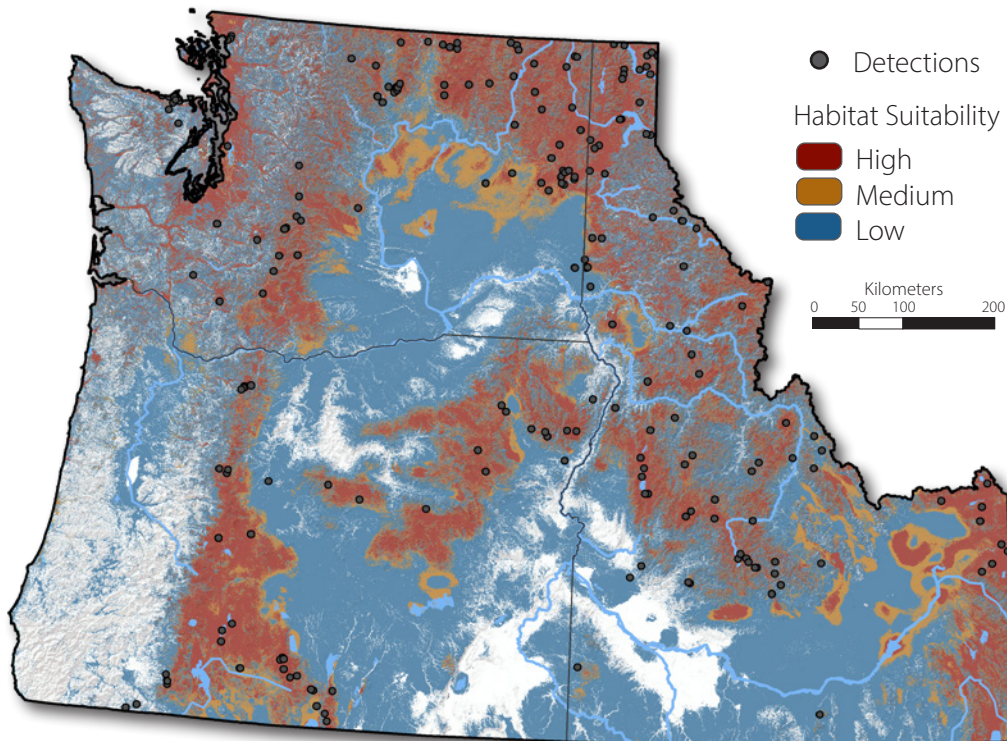 Detections
Habitat Suitability
High
Medium
Low
Kilometers
0 50 100 200